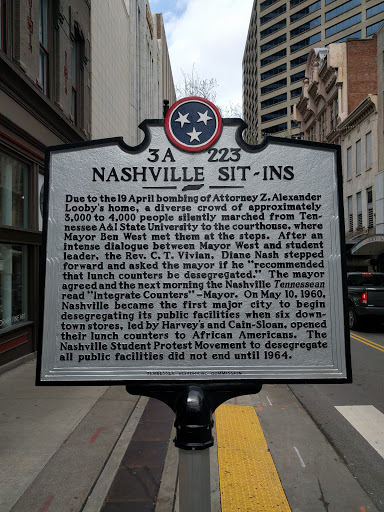 3A 223
NASHVILLE SIT-INS
Due to the 19 April bombing of Attorney Z. Alexander
Looby's home, a diverse crowd of approximately
3,000 to 4,000 people silently marched from Ten-
nessee A&I State University to the courthouse, where
Mayor Ben West met them at the steps. After an
intense dialogue between Mayor West and student
leader, the Rev. C. T. Vivian, Diane Nash stepped
forward and asked the mayor if he "recommended
that lunch counters be desegregated." The mayor
agreed and the next morning the Nashville Tennessean
read "Integrate Counters" -Mayor. On May 10, 1960,
Nashville became the first major city to begin
desegregating its public facilities when six down-
town stores, led by Harvey's and Cain-Sloan, opened
their lunch counters to African Americans. The
Nashville Student Protest Movement to desegregate
all public facilities did not end until 1964.
TENNESSEE HISTORICAL COMMISSION